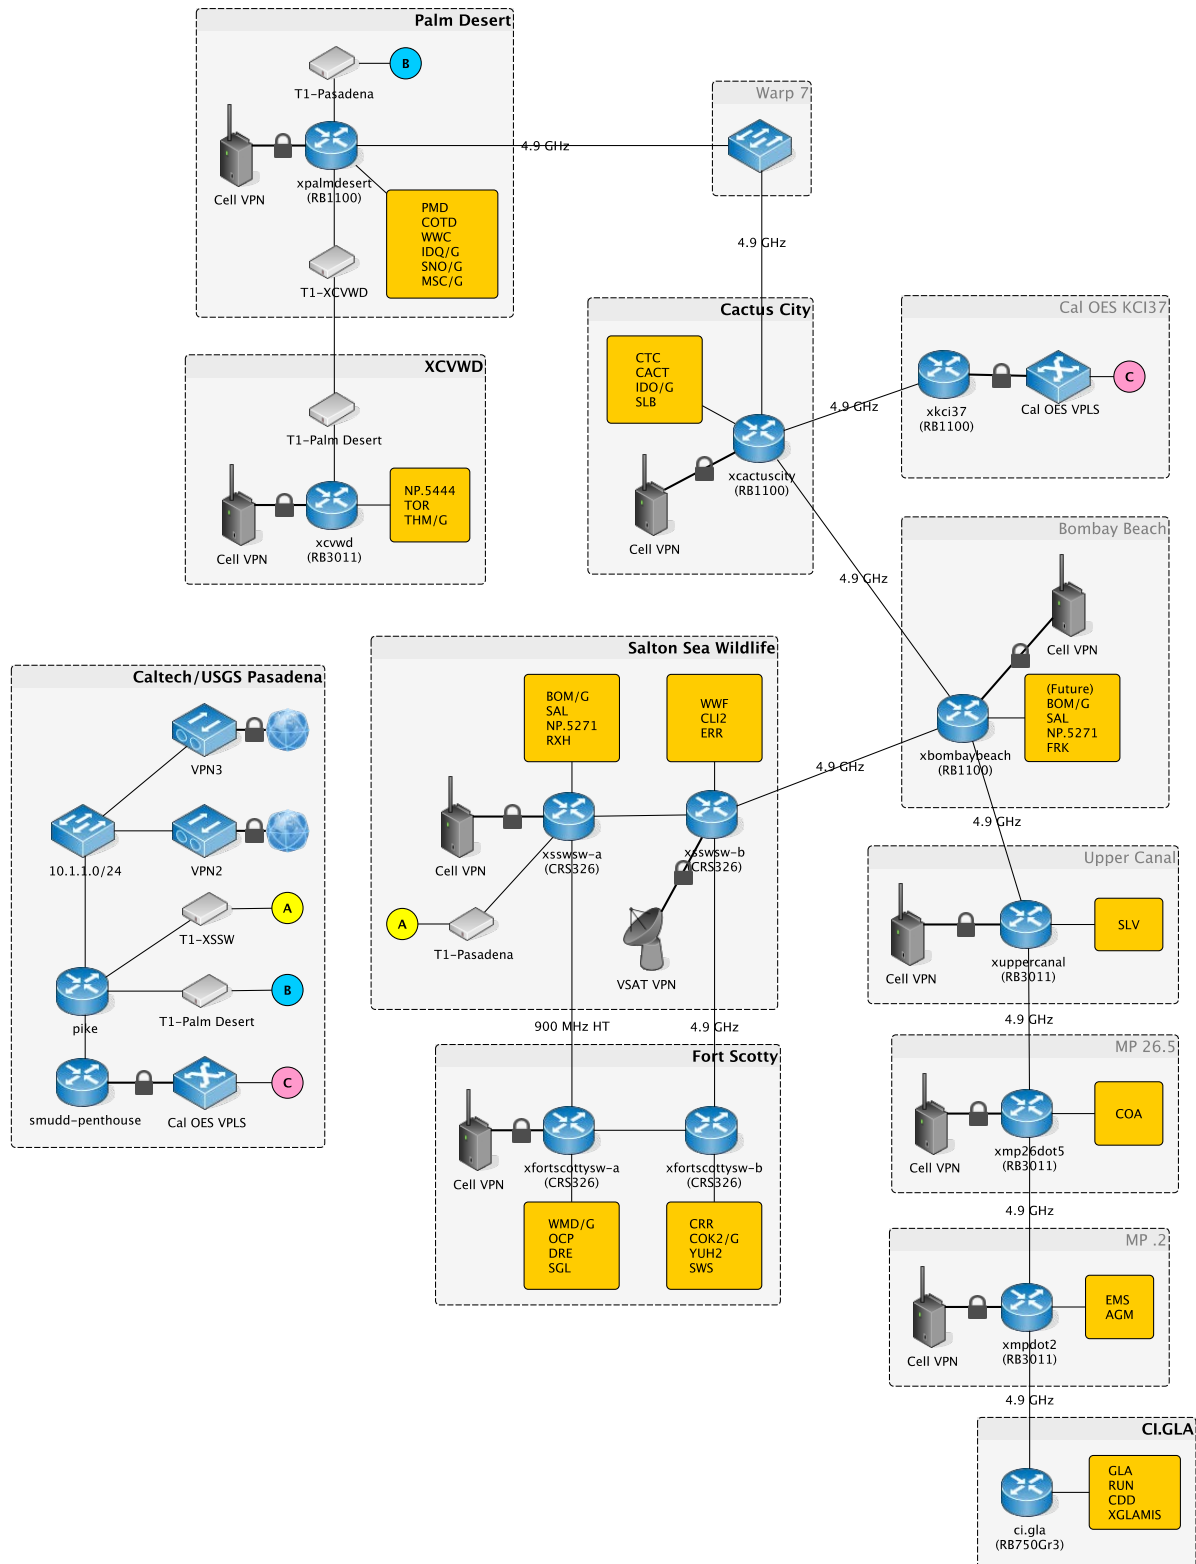 Palm Desert
B
T1-Pasadena
Cell VPN
xpalmdesert
(RB1100)
PMD
COTD
WWC
IDQ/G
SNO/G
MSC/G
T1-XCVWD
4.9 GHz
Warp 7
4.9 GHz
XCVWD
T1-Palm Desert
Cell VPN
xcvwd
(RB3011)
NP.5444
TOR
THM/G
Cactus City
CTC
CACT
IDO/G
SLB
xcactuscity
(RB1100)
Cell VPN
4.9 GHz
Cal OES KCI37
xkci37
(RB1100)
Cal OES VPLS
C
4.9 GHz
Bombay Beach
Cell VPN
xbombaybeach
(RB1100)
(Future)
BOM/G
SAL
NP.5271
FRK
4.9 GHz
4.9 GHz
Salton Sea Wildlife
BOM/G
SAL
NP.5271
RXH
WWF
CLI2
ERR
Cell VPN
xsswsw-a
(CRS326)
xsswsw-b
(CRS326)
A
T1-Pasadena
VSAT VPN
900 MHz HT
4.9 GHz
Caltech/USGS Pasadena
VPN3
10.1.1.0/24
VPN2
A
T1-XSSW
B
T1-Palm Desert
pike
smudd-penthouse
Cal OES VPLS
C
Fort Scotty
Cell VPN
xfortscottysw-a
(CRS326)
xfortscottysw-b
(CRS326)
WMD/G
OCP
DRE
SGL
CRR
COK2/G
YUH2
SWS
Upper Canal
Cell VPN
xuppercanal
(RB3011)
SLV
4.9 GHz
MP 26.5
Cell VPN
xmp26dot5
(RB3011)
COA
4.9 GHz
MP .2
Cell VPN
xmpdot2
(RB3011)
EMS
AGM
4.9 GHz
CI.GLA
ci.gla
(RB750Gr3)
GLA
RUN
CDD
XGLAMIS